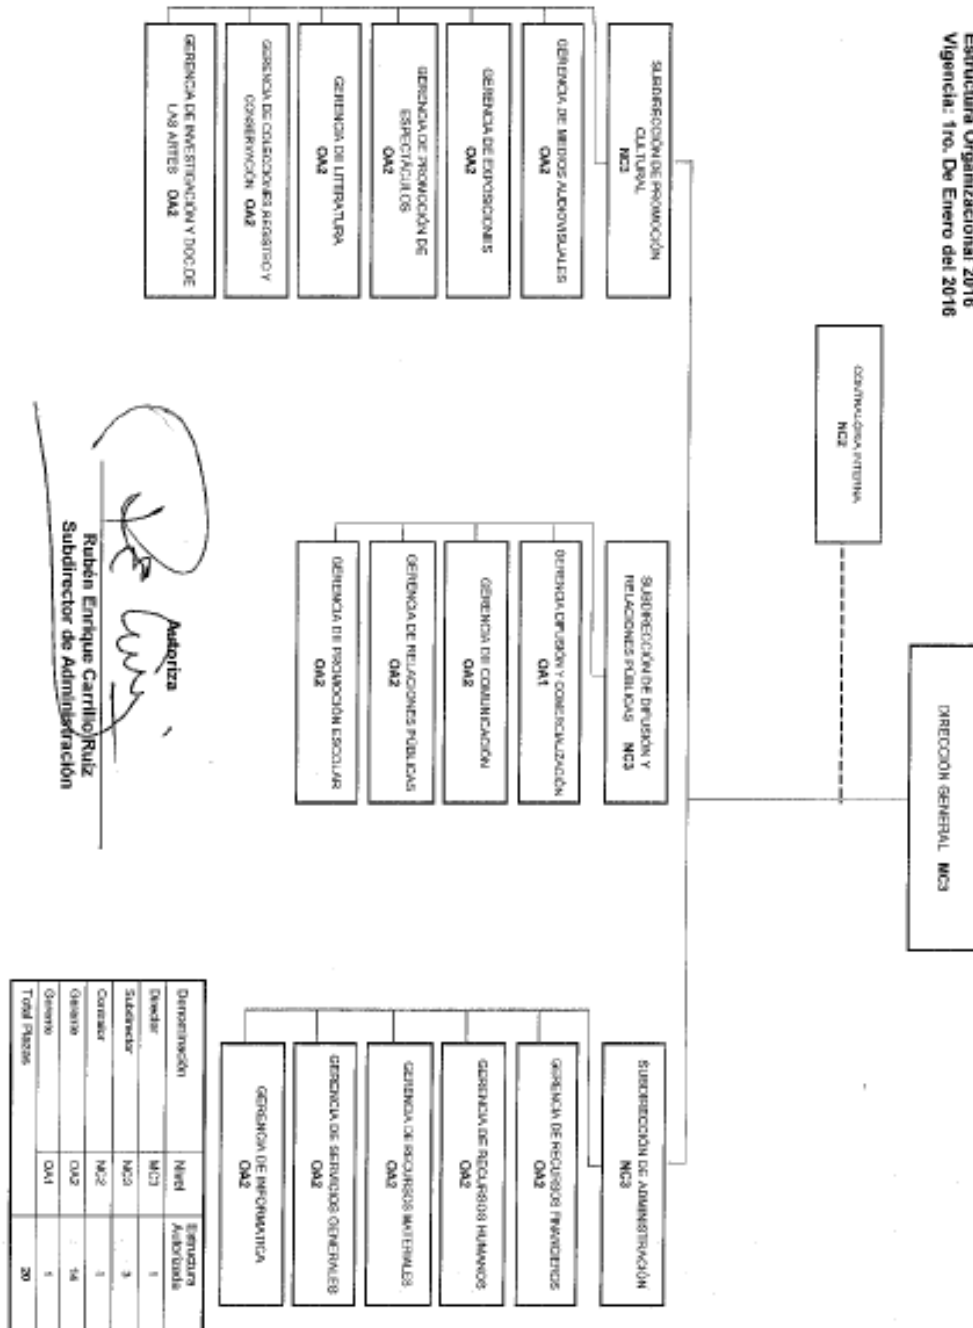 Estructura Organizacional 2016
Vigencia: 1ro. De Enero del 2016
DIRECCIÓN GENERAL MC3
CONTRALORIA INTERNA
NC2
SUBDIRECCIÓN DE PROMOCIÓN
CULTURAL
NC3
GERENCIA DE MEDIOS AUDIOVISUALES
OA2
GERENCIA DE EXPOSICIONES
OA2
GERENCIA DE PROMOCIÓN DE
ESPECTÁCULOS
OA2
GERENCIA DE LITERATURA
OA2
GERENCIA DE COLECCIONES REGISTRO Y
CONSERVACIÓN OA2
GERENCIA DE INVESTIGACIÓN Y DOC.DE
LAS ARTES OA2
SUBDIRECCIÓN DE DIFUSIÓN Y
RELACIONES PÚBLICAS NC3
GERENCIA DIFUSIÓN Y COMERCIALIZACIÓN
OA1
GERENCIA DE COMUNICACIÓN
OA2
GERENCIA DE RELACIONES PÚBLICAS
OA2
GERENCIA DE PROMOCIÓN ESCOLAR
OA2
SUBDIRECCIÓN DE ADMINISTRACIÓN
NC3
GERENCIA DE RECURSOS FINANCIEROS
OA2
GERENCIA DE RECURSOS HUMANOS
OA2
GERENCIA DE RECURSOS MATERIALES
OA2
GERENCIA DE SERVICIOS GENERALES
OA2
GERENCIA DE INFORMATICA
OA2
Autoriza
Rubén Enrique Carrillo Ruiz
Subdirector de Administración
Denominación Nivel Estructura Autorizada
Director MC3 1
Subdirector NC3 3
Contralor NC2 1
Gerente OA2 14
Gerente OA1 1
Total Plazas 20